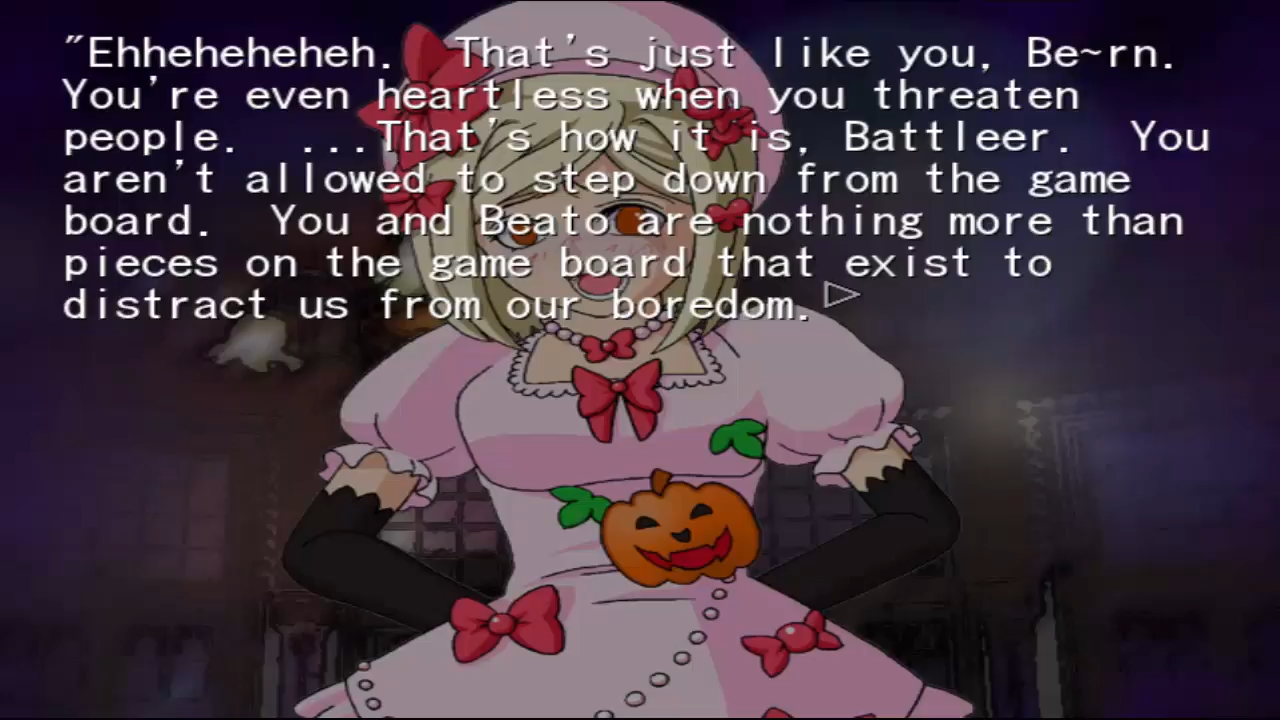 "Ehheheheheh.  That's just like you, Be~rn.
You're even heartless when you threaten
people.  ...That's how it is, Battleer.  You
aren't allowed to step down from the game
board.  You and Beato are nothing more than
pieces on the game board that exist to
distract us from our boredom.